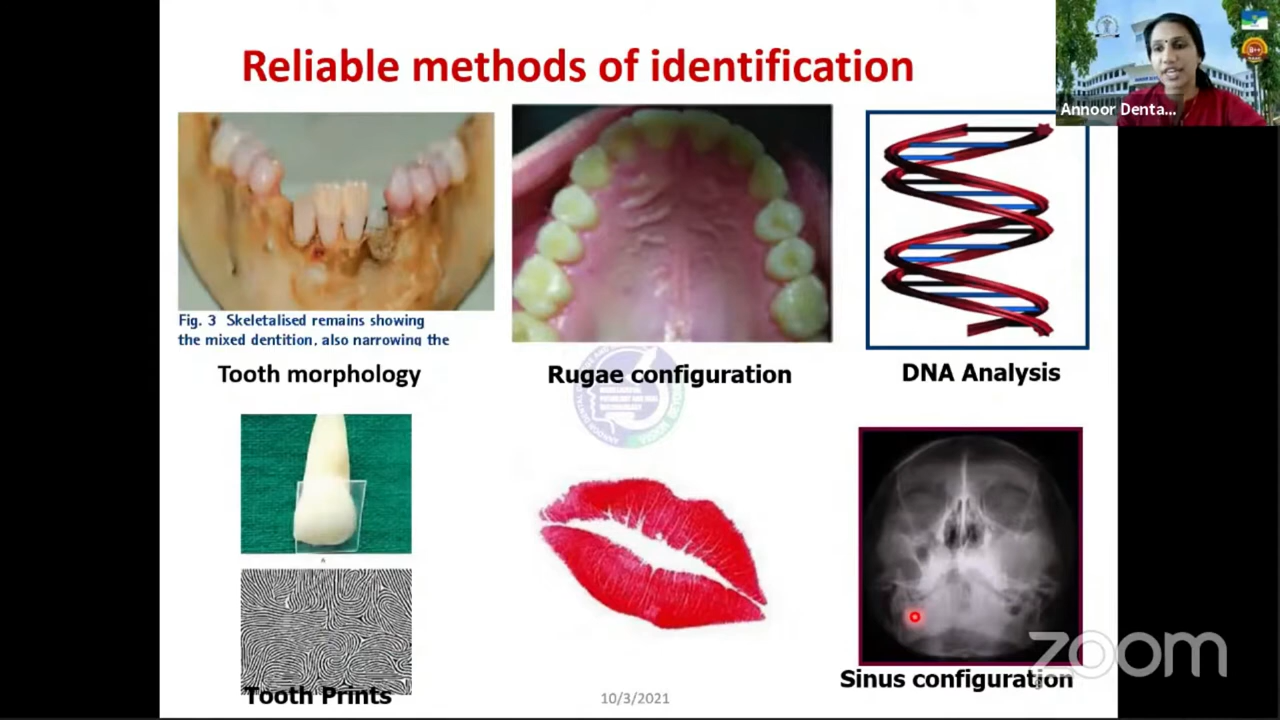 Reliable methods of identification
Annoor Denta...
Fig. 3 Skeletalised remains showing
the mixed dentition, also narrowing the
Tooth morphology
Rugae configuration
DNA Analysis
Tooth Prints
Sinus configuration
zoom
10/3/2021